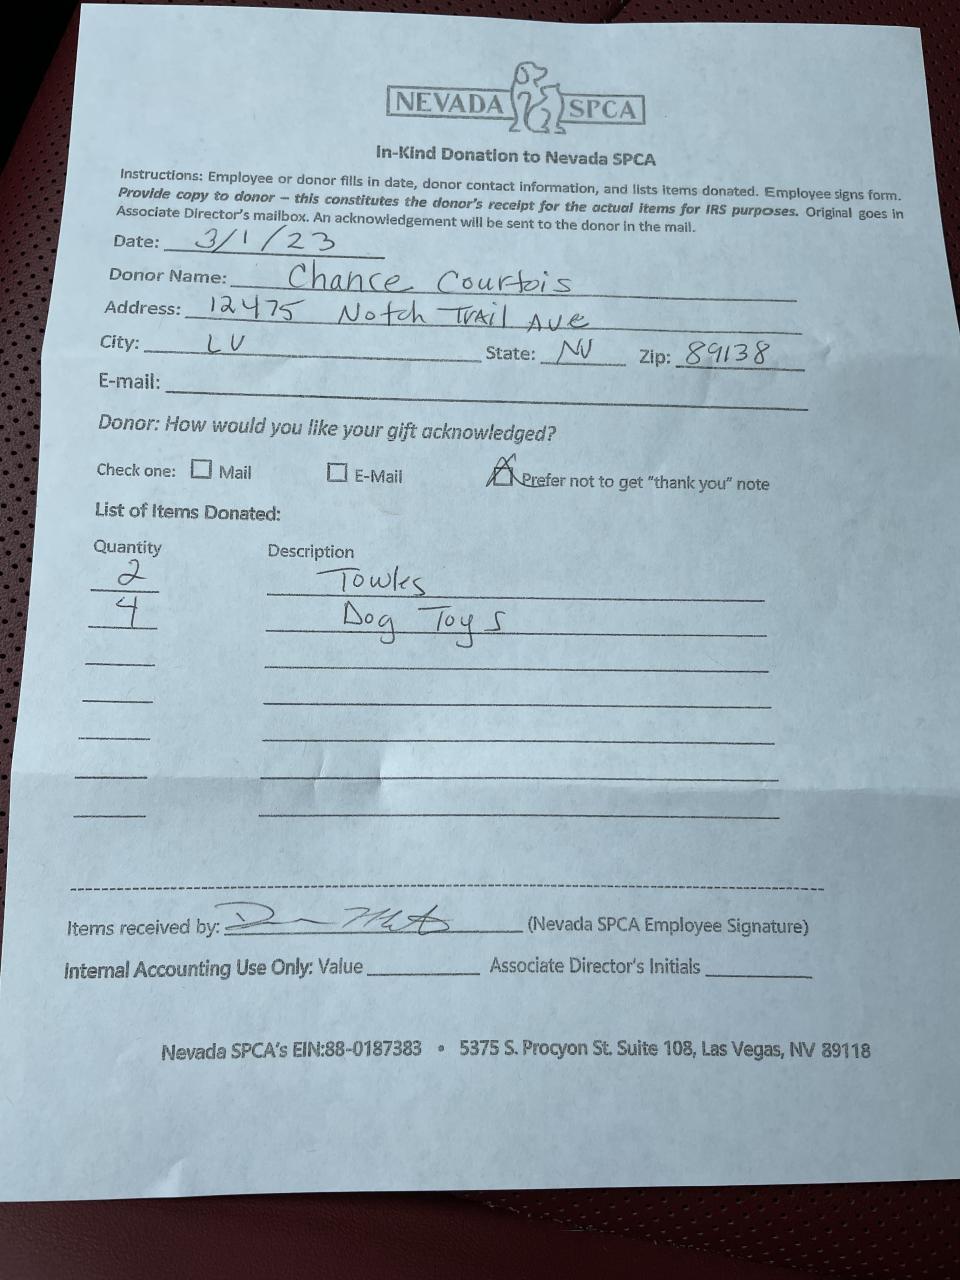 NEVADA SPCA
In-Kind Donation to Nevada SPCA
Instructions: Employee or donor fills in date, donor contact information, and lists items donated. Employee signs form.
Provide copy to donor – this constitutes the donor's receipt for the actual items for IRS purposes. Original goes in
Associate Director's mailbox. An acknowledgement will be sent to the donor in the mail.
Date: 3/1/23
Donor Name: Chance Courtois
Address: 12475 Notch Trail Ave
City: LV State: NV Zip: 89138
E-mail:
Donor: How would you like your gift acknowledged?
Check one: Mail E-Mail Prefer not to get "thank you" note
List of Items Donated:
Quantity Description
2 Towles
4 Dog Toys
Items received by: (Nevada SPCA Employee Signature)
Internal Accounting Use Only: Value Associate Director's Initials
Nevada SPCA's EIN:88-0187383 • 5375 S. Procyon St. Suite 108, Las Vegas, NV 89118